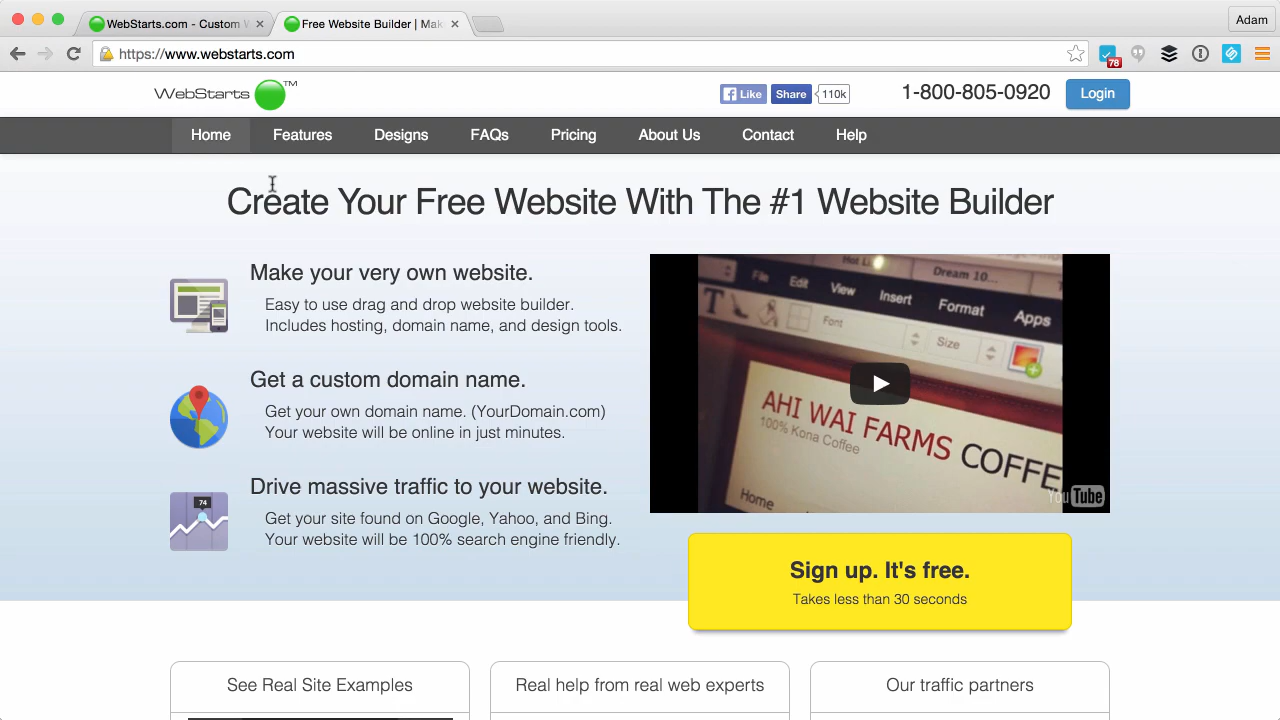 WebStarts.com - Custom W
Free Website Builder | Mak
Adam
https://www.webstarts.com
78
WebStarts™
Like
Share
110k
1-800-805-0920
Login
Home
Features
Designs
FAQs
Pricing
About Us
Contact
Help
Create Your Free Website With The #1 Website Builder
Make your very own website.
Easy to use drag and drop website builder.
Includes hosting, domain name, and design tools.
Get a custom domain name.
Get your own domain name. (YourDomain.com)
Your website will be online in just minutes.
74
Drive massive traffic to your website.
Get your site found on Google, Yahoo, and Bing.
Your website will be 100% search engine friendly.
Dream 10...
File
Edit
View
Insert
Format
Apps
Font
Size
AHI WAI FARMS COFFE
100% Kona Coffee
Home
YouTube
Sign up. It's free.
Takes less than 30 seconds
See Real Site Examples
Real help from real web experts
Our traffic partners